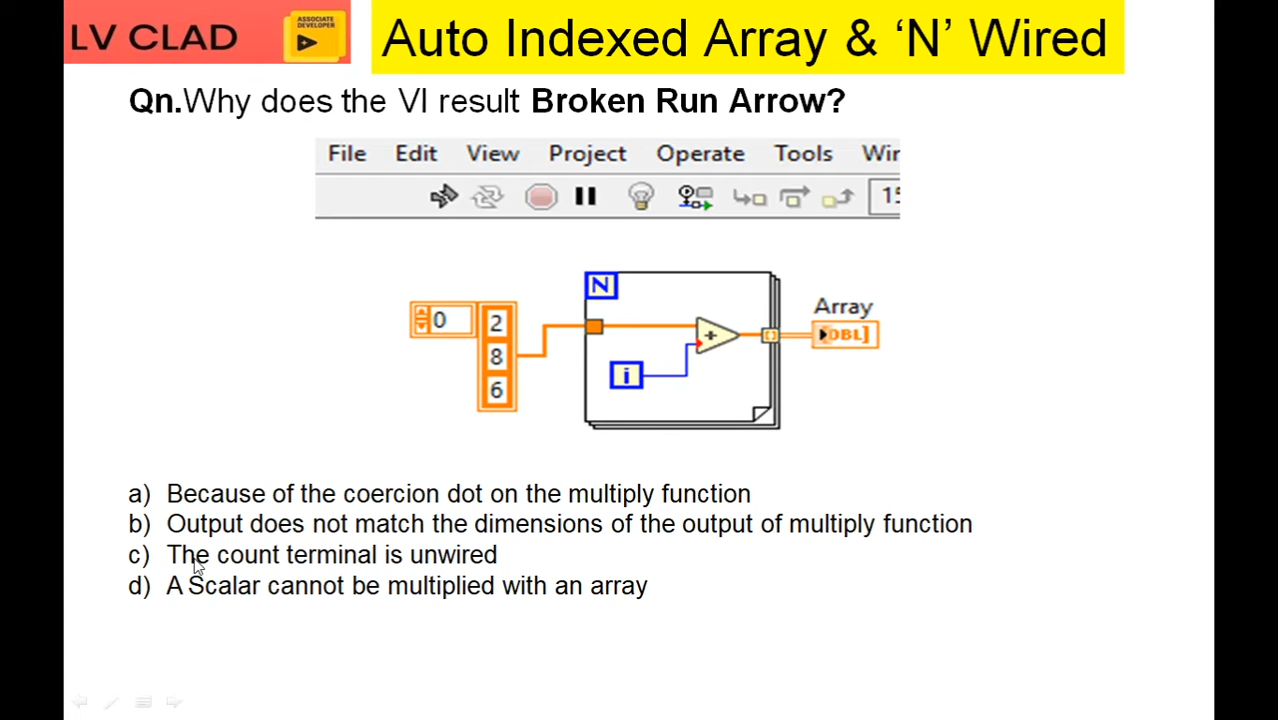 LV CLAD
ASSOCIATE
DEVELOPER
Auto Indexed Array & ‘N’ Wired
Qn.Why does the VI result Broken Run Arrow?
File Edit View Project Operate Tools Wir
15
N
0
2
8
6
+
i
Array
DBL]
a) Because of the coercion dot on the multiply function
b) Output does not match the dimensions of the output of multiply function
c) The count terminal is unwired
d) A Scalar cannot be multiplied with an array